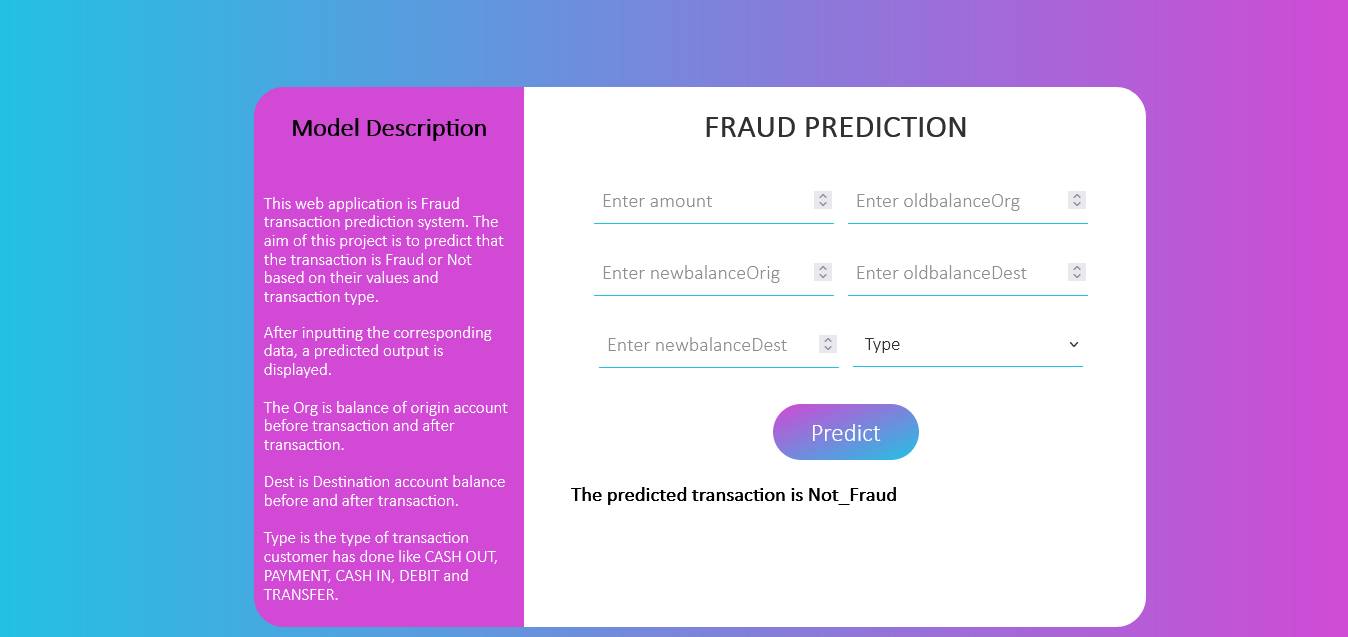 Model Description
This web application is Fraud
transaction prediction system. The
aim of this project is to predict that
the transaction is Fraud or Not
based on their values and
transaction type.
After inputting the corresponding
data, a predicted output is
displayed.
The Org is balance of origin account
before transaction and after
transaction.
Dest is Destination account balance
before and after transaction.
Type is the type of transaction
customer has done like CASH OUT,
PAYMENT, CASH IN, DEBIT and
TRANSFER.
FRAUD PREDICTION
Enter amount
Enter oldbalanceOrg
Enter newbalanceOrig
Enter oldbalanceDest
Enter newbalanceDest
Type
Predict
The predicted transaction is Not_Fraud